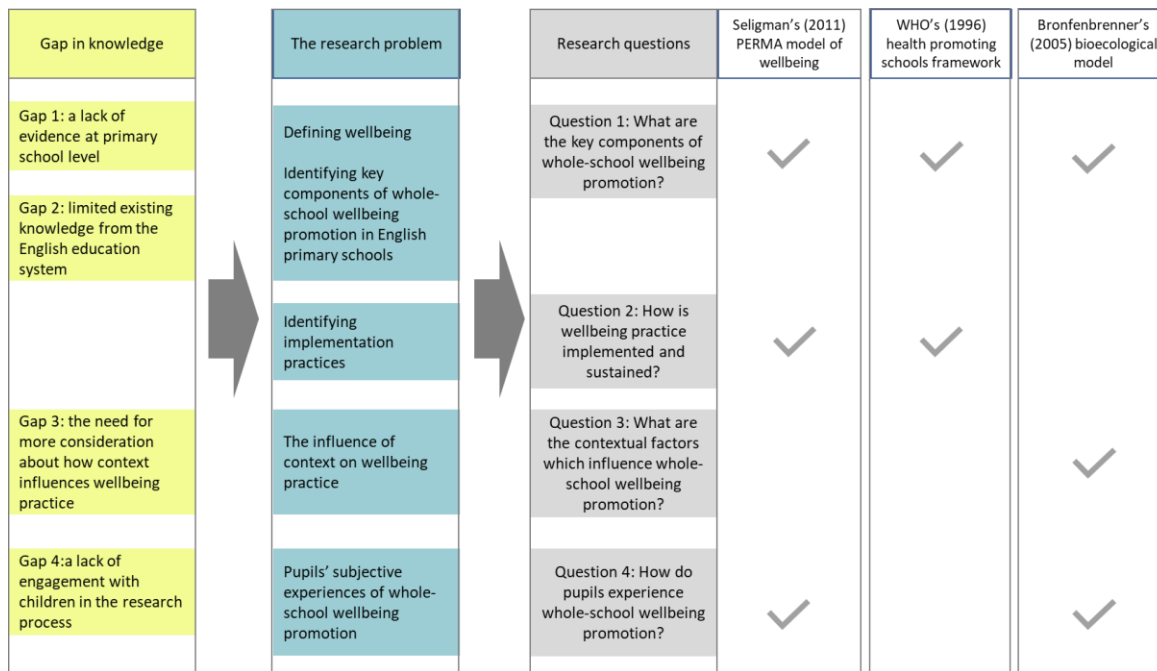 Gap in knowledge
Gap 1: a lack of
evidence at primary
school level
Gap 2: limited existing
knowledge from the
English education
system
Gap 3: the need for
more consideration
about how context
influences wellbeing
practice
Gap 4:a lack of
engagement with
children in the research
process
The research problem
Defining wellbeing
Identifying key
components of whole-
school wellbeing
promotion in English
primary schools
Identifying
implementation
practices
The influence of
context on wellbeing
practice
Pupils’ subjective
experiences of whole-
school wellbeing
promotion
Research questions
Question 1: What are
the key components of
whole-school wellbeing
promotion?
Question 2: How is
wellbeing practice
implemented and
sustained?
Question 3: What are
the contextual factors
which influence whole-
school wellbeing
promotion?
Question 4: How do
pupils experience
whole-school wellbeing
promotion?
Seligman’s (2011)
PERMA model of
wellbeing
WHO’s (1996)
health promoting
schools framework
Bronfenbrenner’s
(2005) bioecological
model